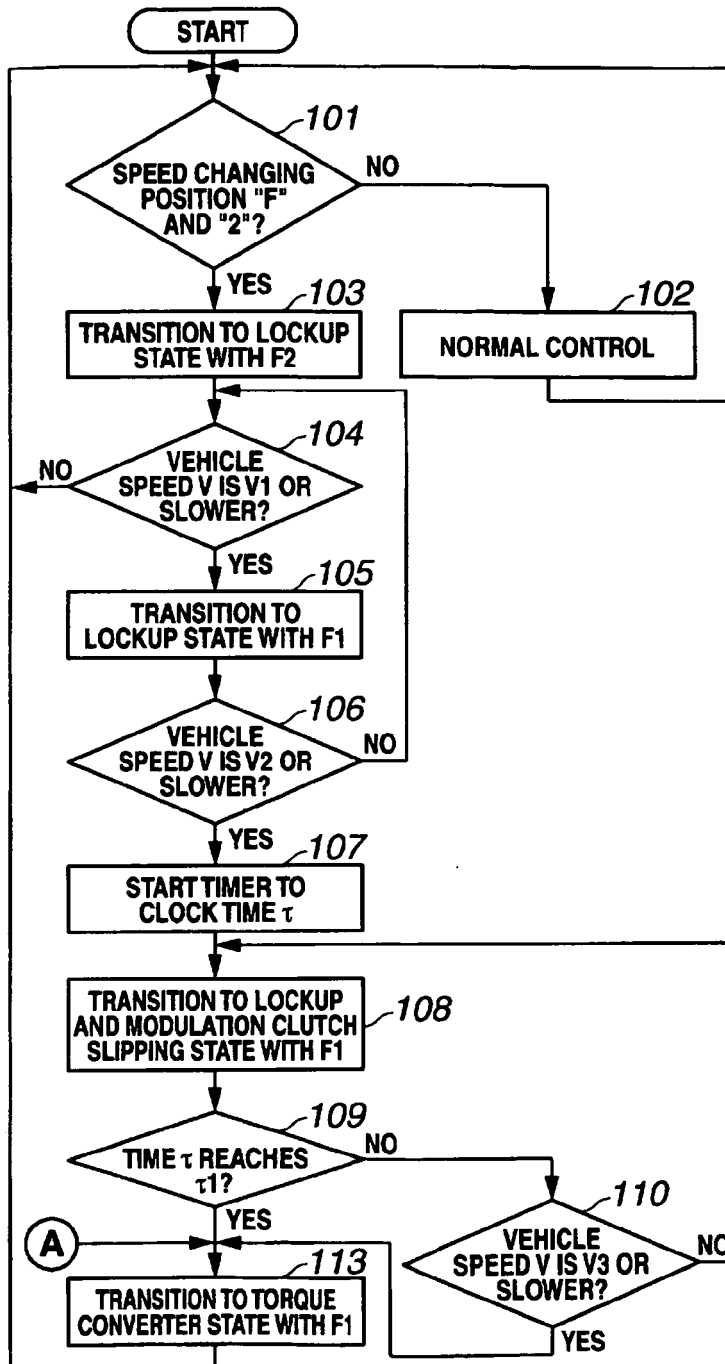 START
101
SPEED CHANGING
POSITION "F"
AND "2"?
NO
YES
103
TRANSITION TO LOCKUP
STATE WITH F2
102
NORMAL CONTROL
104
NO
VEHICLE
SPEED V IS V1 OR
SLOWER?
YES
105
TRANSITION TO
LOCKUP STATE WITH F1
106
VEHICLE
SPEED V IS V2 OR
SLOWER?
NO
YES
107
START TIMER TO
CLOCK TIME τ
TRANSITION TO LOCKUP
AND MODULATION CLUTCH
SLIPPING STATE WITH F1
108
109
TIME τ REACHES
τ1?
NO
YES
110
VEHICLE
SPEED V IS V3 OR
SLOWER?
NO
YES
A
113
TRANSITION TO TORQUE
CONVERTER STATE WITH F1